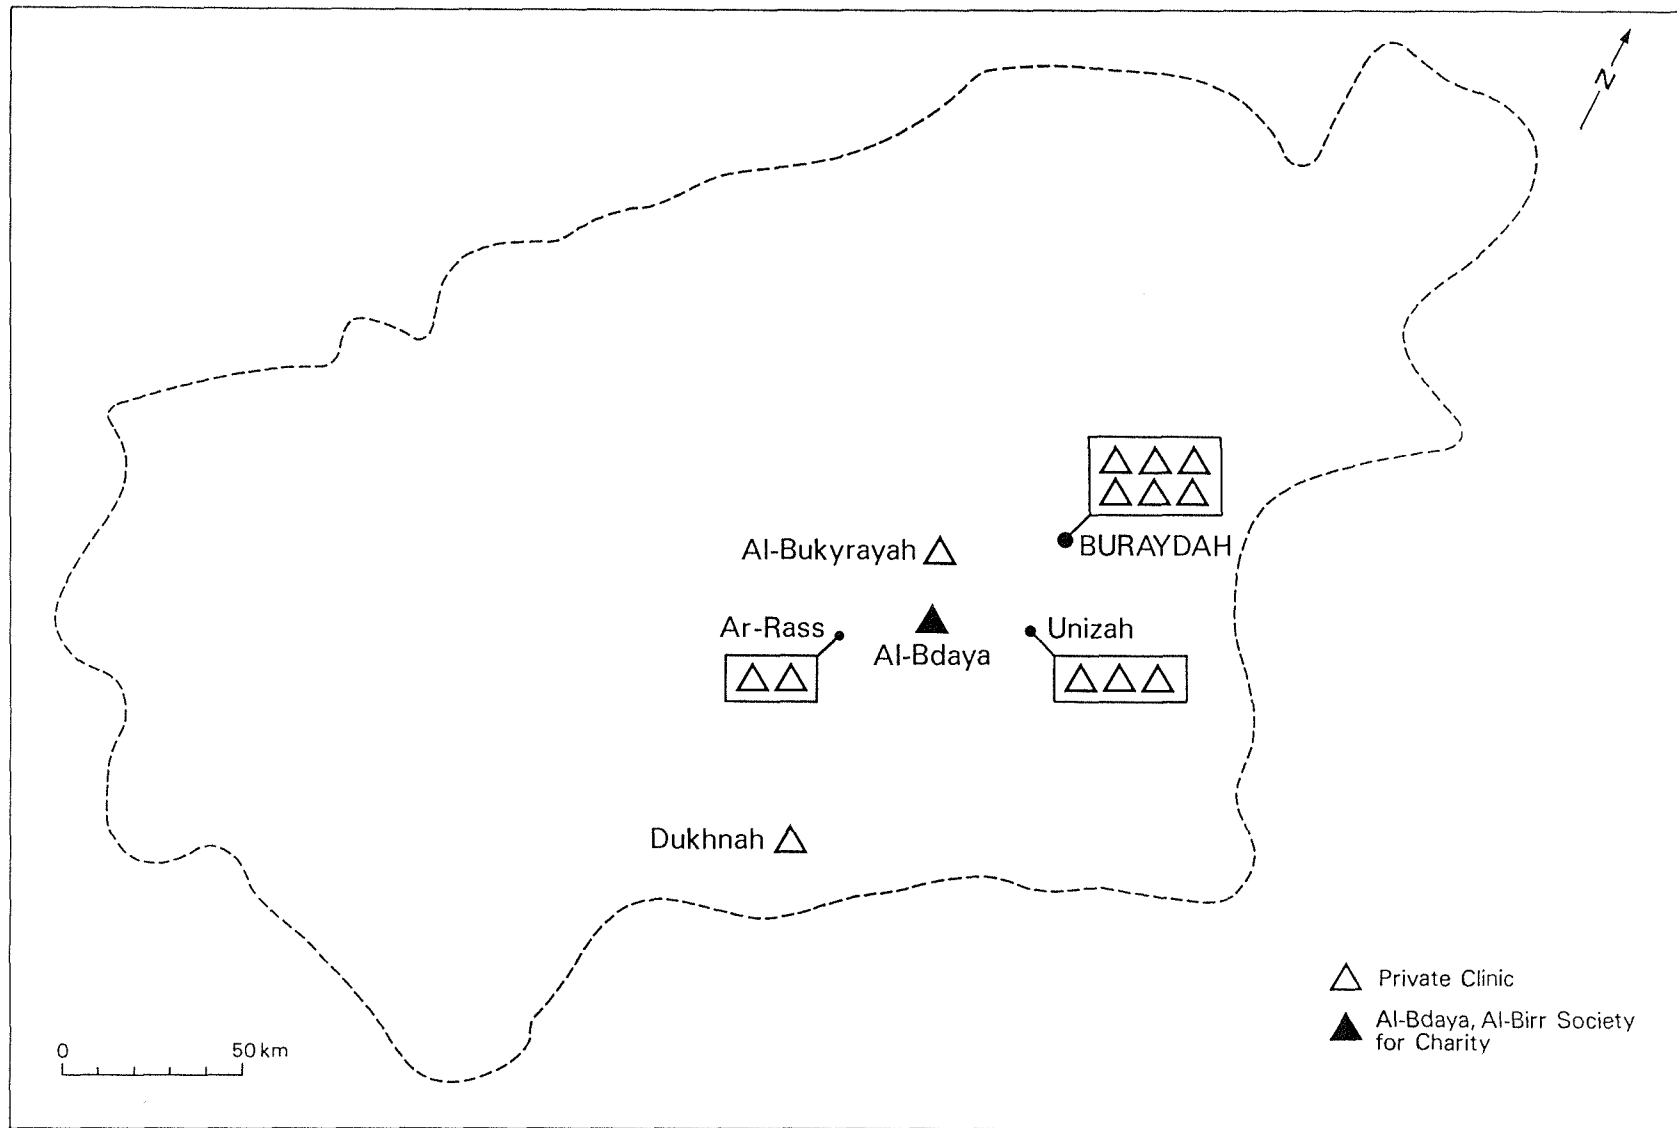 N
BURAYDAH
Al-Bukyrayah
Ar-Rass
Unizah
Al-Bdaya
Dukhnah
Private Clinic
Al-Bdaya, Al-Birr Society
for Charity
0 50 km